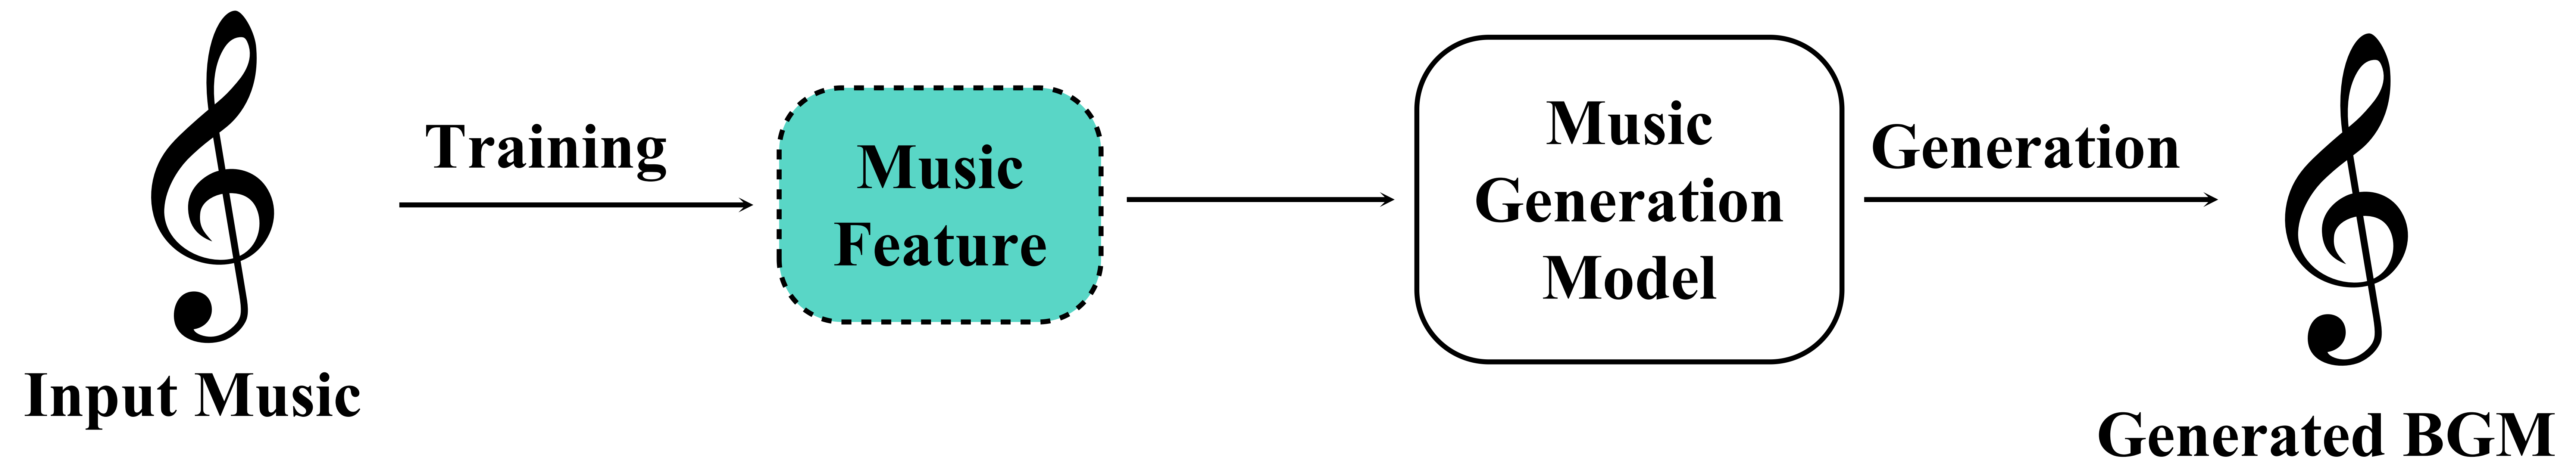 Input Music
Training
Music
Feature
Music
Generation
Model
Generation
Generated BGM